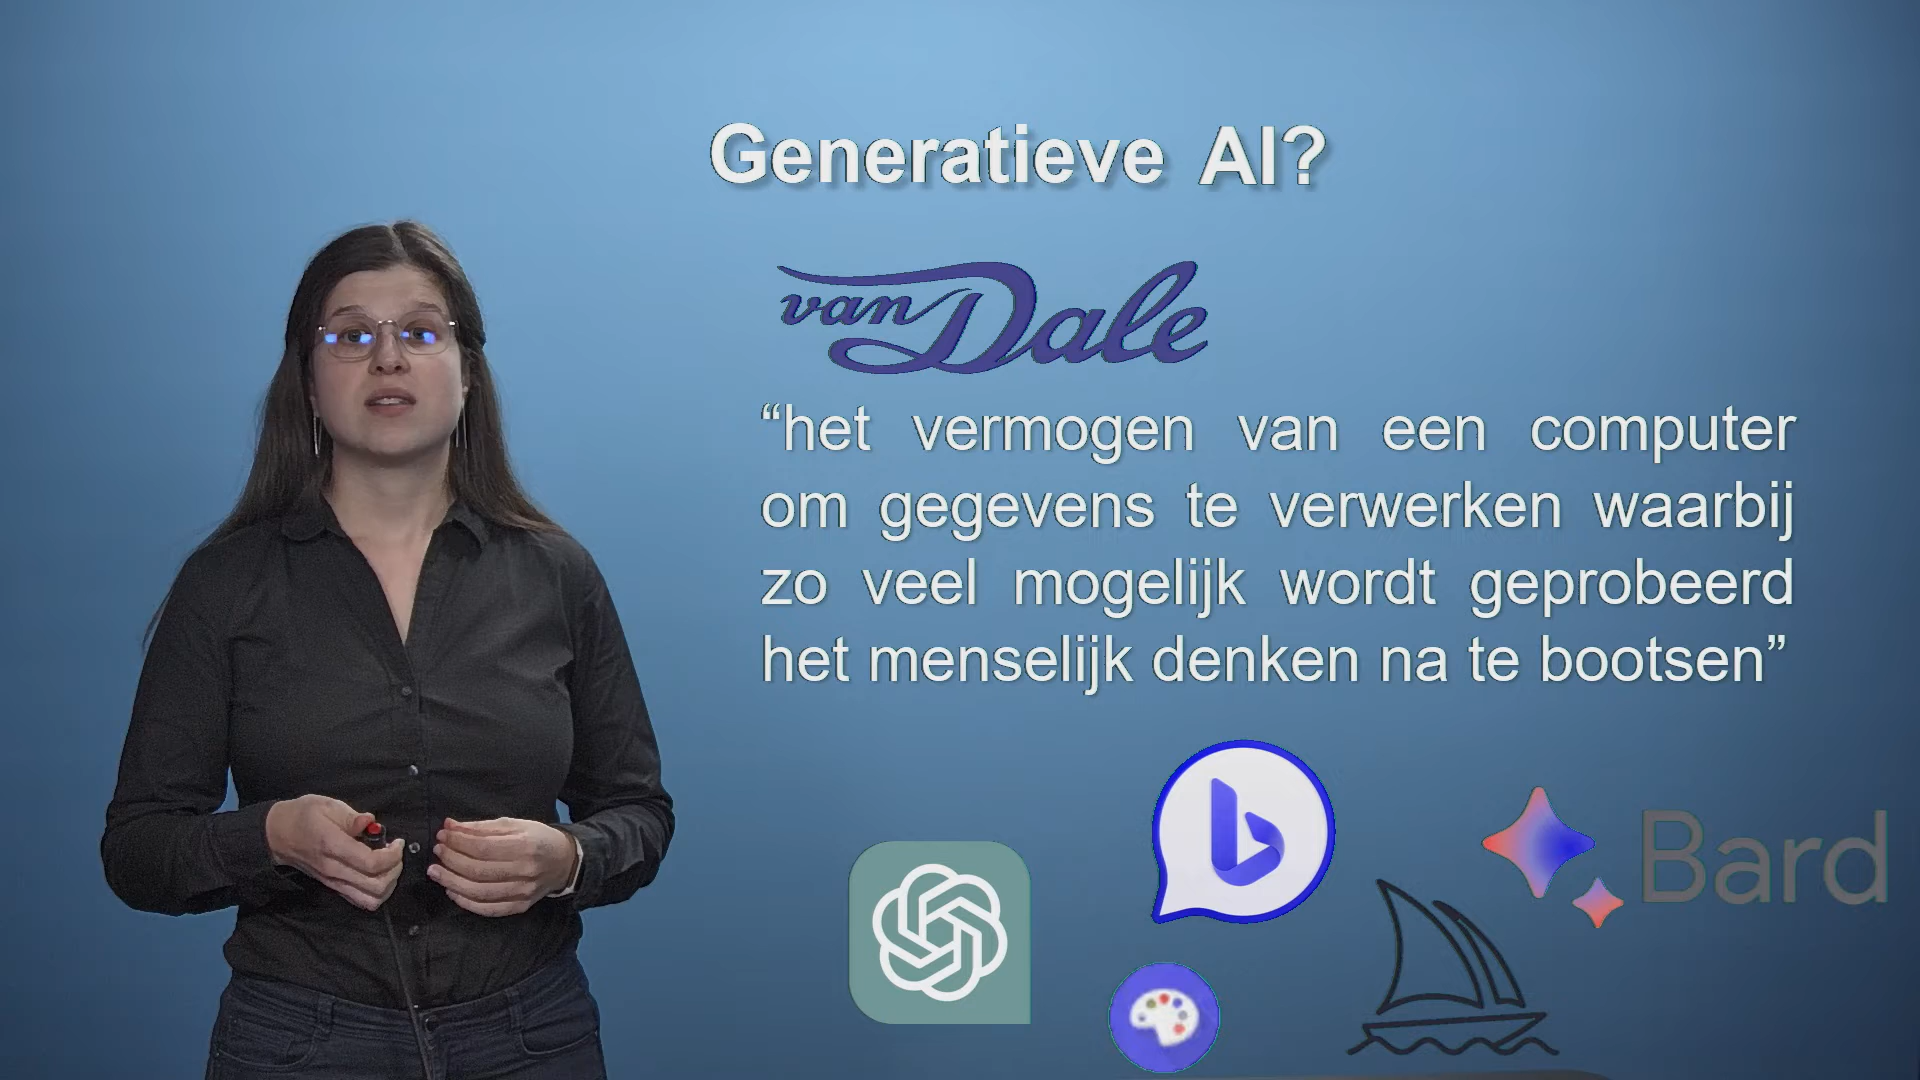 Generatieve AI?
van Dale
“het vermogen van een computer
om gegevens te verwerken waarbij
zo veel mogelijk wordt geprobeerd
het menselijk denken na te bootsen”
Bard